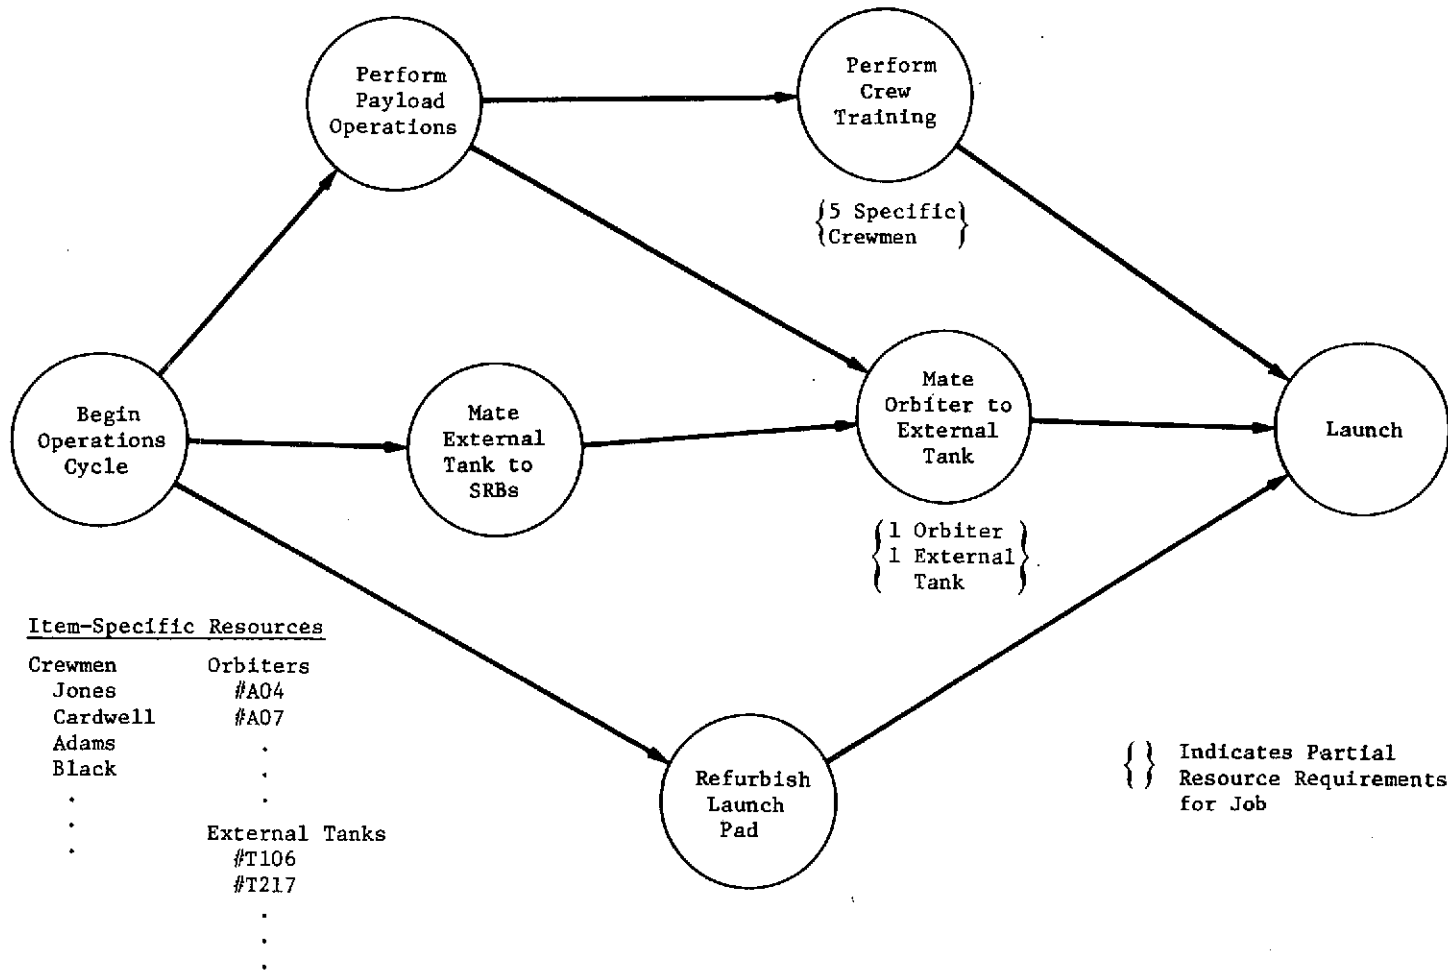 Perform
Payload
Operations
Perform
Crew
Training
{5 Specific
Crewmen}
Begin
Operations
Cycle
Mate
External
Tank to
SRBs
Mate
Orbiter to
External
Tank
{1 Orbiter
1 External
Tank}
Launch
Refurbish
Launch
Pad
Item-Specific Resources
Crewmen
Jones
Cardwell
Adams
Black
.
.
.
Orbiters
#A04
#A07
.
.
.
External Tanks
#T106
#T217
.
.
.
{ } Indicates Partial
Resource Requirements
for Job